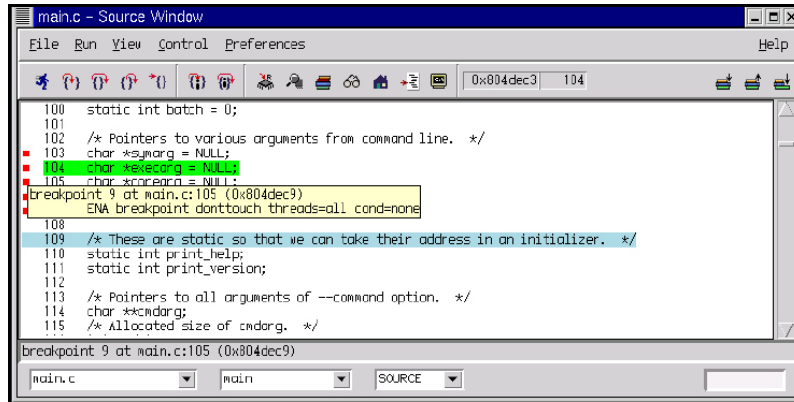 main.c - Source Window
File Run View Control Preferences Help
0x804dec3 104
100 static int batch = 0;
101
102 /* Pointers to various arguments from command line. */
103 char *symarg = NULL;
104 char *execarg = NULL;
105 char *corearg = NULL;
breakpoint 9 at main.c:105 (0x804dec9)
ENA breakpoint donttouch threads=all cond=none
108
109 /* These are static so that we can take their address in an initializer. */
110 static int print_help;
111 static int print_version;
112
113 /* Pointers to all arguments of --command option. */
114 char **cmdarg;
115 /* Allocated size of cmdarg. */
breakpoint 9 at main.c:105 (0x804dec9)
main.c main SOURCE